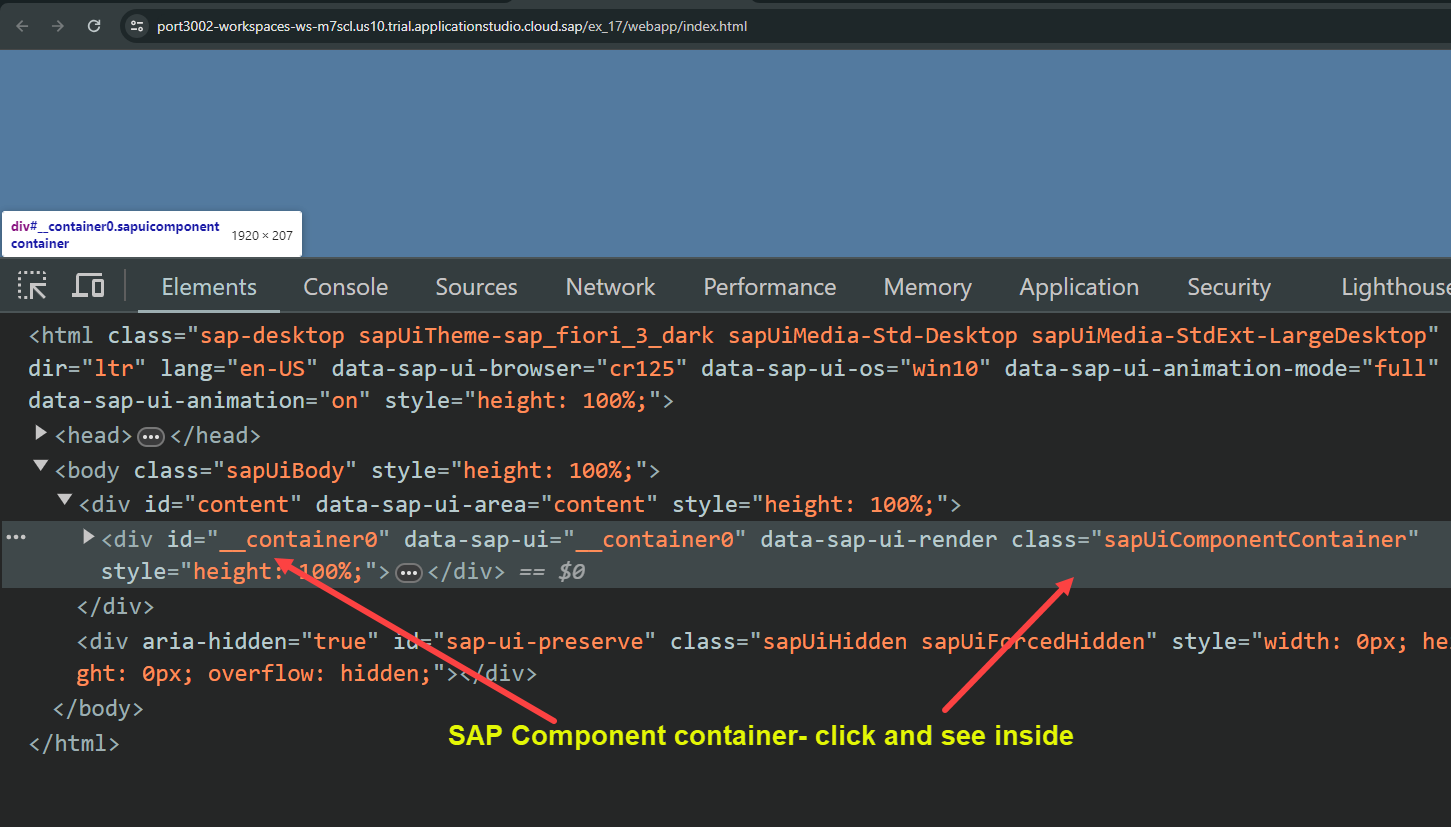 port3002-workspaces-ws-m7scl.us10.trial.applicationstudio.cloud.sap/ex_17/webapp/index.html
div#__container0.sapuicomponent
container
1920 × 207
Elements Console Sources Network Performance Memory Application Security Lighthouse
<html class="sap-desktop sapUiTheme-sap_fiori_3_dark sapUiMedia-Std-Desktop sapUiMedia-StdExt-LargeDesktop"
dir="ltr" lang="en-US" data-sap-ui-browser="cr125" data-sap-ui-os="win10" data-sap-ui-animation-mode="full"
data-sap-ui-animation="on" style="height: 100%;">
<head>…</head>
<body class="sapUiBody" style="height: 100%;">
<div id="content" data-sap-ui-area="content" style="height: 100%;">
<div id="__container0" data-sap-ui="__container0" data-sap-ui-render class="sapUiComponentContainer"
style="height: 100%;">…</div> == $0
</div>
<div aria-hidden="true" id="sap-ui-preserve" class="sapUiHidden sapUiForcedHidden" style="width: 0px; hei
ght: 0px; overflow: hidden;"></div>
</body>
</html>
SAP Component container- click and see inside